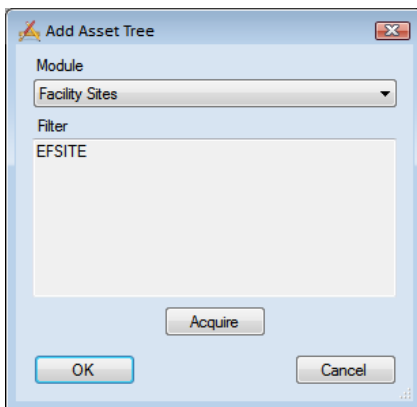 Add Asset Tree
Module
Facility Sites
Filter
EFSITE
Acquire
OK
Cancel